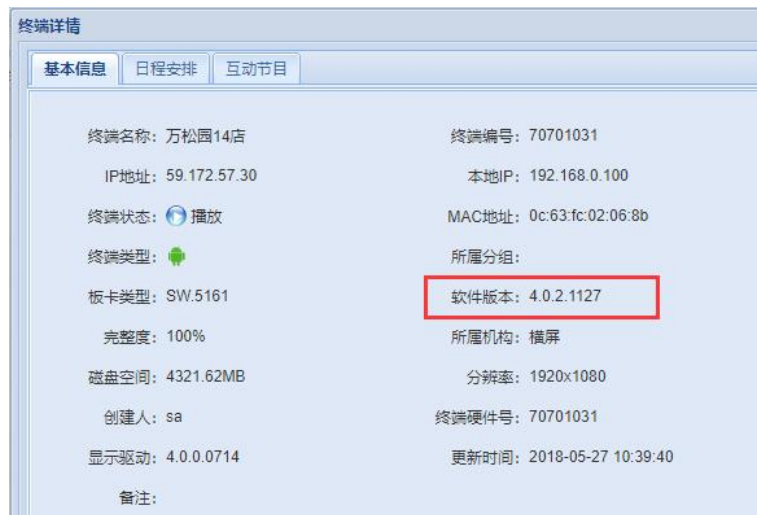 终端详情
基本信息 日程安排 互动节目
终端名称: 万松园14店 终端编号: 70701031
IP地址: 59.172.57.30 本地IP: 192.168.0.100
终端状态: 播放 MAC地址: 0c:63:fc:02:06:8b
终端类型: 所属分组:
板卡类型: SW.5161 软件版本: 4.0.2.1127
完整度: 100% 所属机构: 横屏
磁盘空间: 4321.62MB 分辨率: 1920x1080
创建人: sa 终端硬件号: 70701031
显示驱动: 4.0.0.0714 更新时间: 2018-05-27 10:39:40
备注: